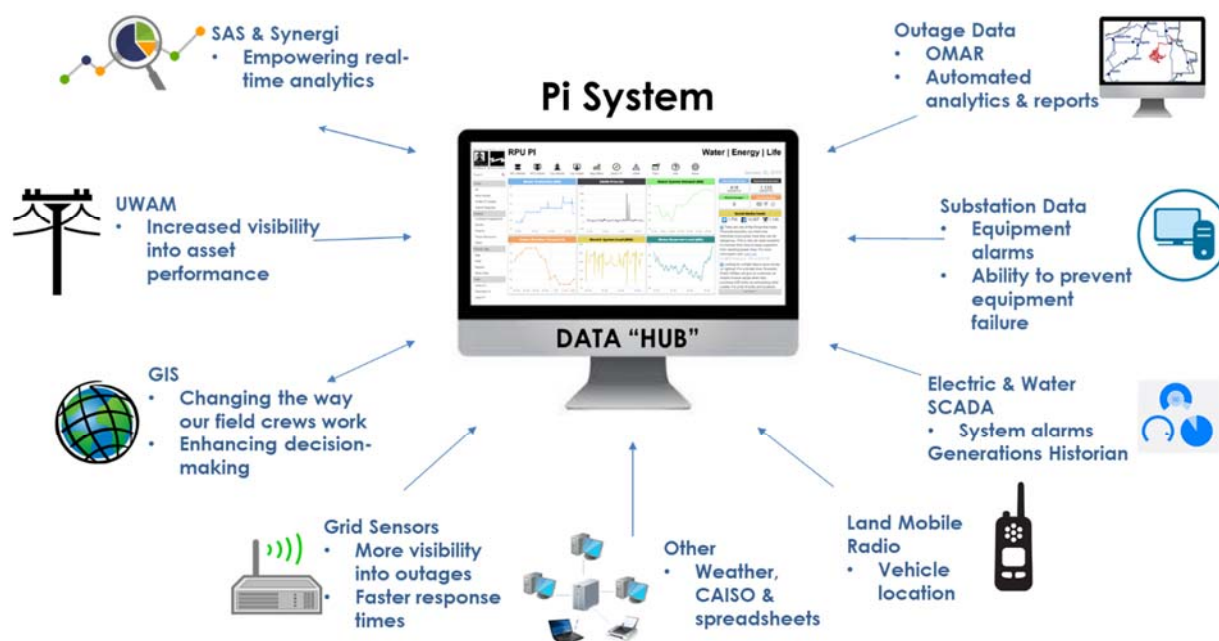 SAS & Synergi
• Empowering real-
time analytics
Outage Data
• OMAR
• Automated
analytics & reports
Pi System
RPU PI
Water | Energy | Life
DATA “HUB”
UWAM
• Increased visibility
into asset
performance
Substation Data
• Equipment
alarms
• Ability to prevent
equipment
failure
GIS
• Changing the way
our field crews work
• Enhancing decision-
making
Electric & Water
SCADA
• System alarms
Generations Historian
Grid Sensors
• More visibility
into outages
• Faster response
times
Other
• Weather,
CAISO &
spreadsheets
Land Mobile
Radio
• Vehicle
location